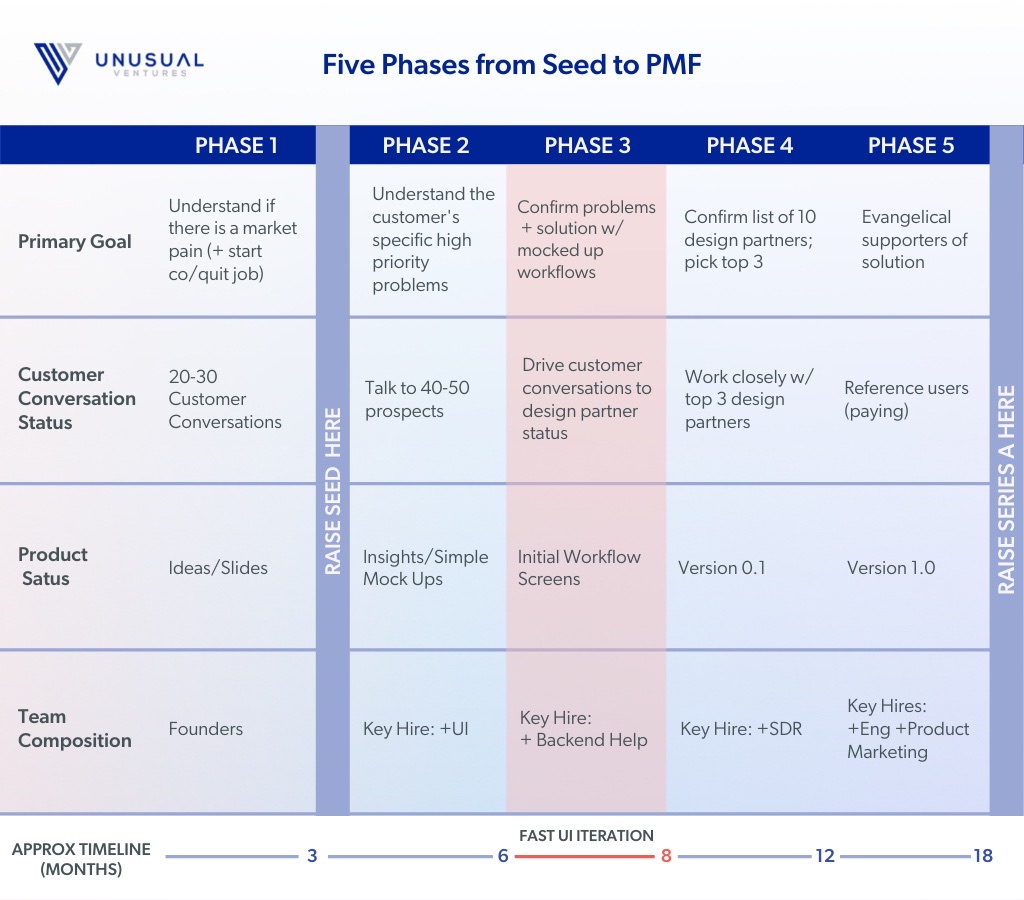 UNUSUAL
VENTURES
Five Phases from Seed to PMF
PHASE 1
PHASE 2
PHASE 3
PHASE 4
PHASE 5
Primary Goal
Understand if
there is a market
pain (+ start
co/quit job)
Understand the
customer's
specific high
priority
problems
Confirm problems
+ solution w/
mocked up
workflows
Confirm list of 10
design partners;
pick top 3
Evangelical
supporters of
solution
Customer
Conversation
Status
20-30
Customer
Conversations
Talk to 40-50
prospects
Drive customer
conversations to
design partner
status
Work closely w/
top 3 design
partners
Reference users
(paying)
RAISE SEED HERE
RAISE SERIES A HERE
Product
Satus
Ideas/Slides
Insights/Simple
Mock Ups
Initial Workflow
Screens
Version 0.1
Version 1.0
Team
Composition
Founders
Key Hire: +UI
Key Hire:
+ Backend Help
Key Hire: +SDR
Key Hires:
+Eng +Product
Marketing
APPROX TIMELINE
(MONTHS)
FAST UI ITERATION
3
6
8
12
18